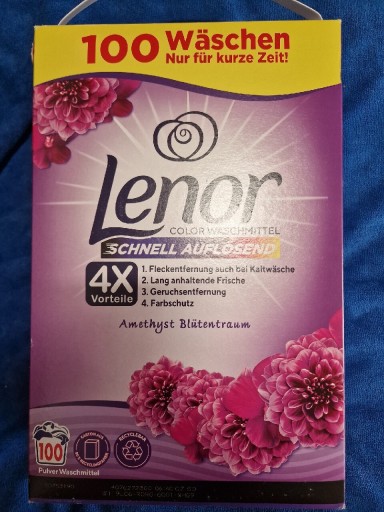 100 Wäschen
Nur für kurze Zeit!
Lenor
COLOR WASCHMITTEL
SCHNELL AUFLÖSEND
4X
Vorteile
1. Fleckentfernung auch bei Kaltwäsche
2. Lang anhaltende Frische
3. Geruchsentfernung
4. Farbschutz
Amethyst Blütentraum
100
Pulver Waschmittel
RECYCLEBAR